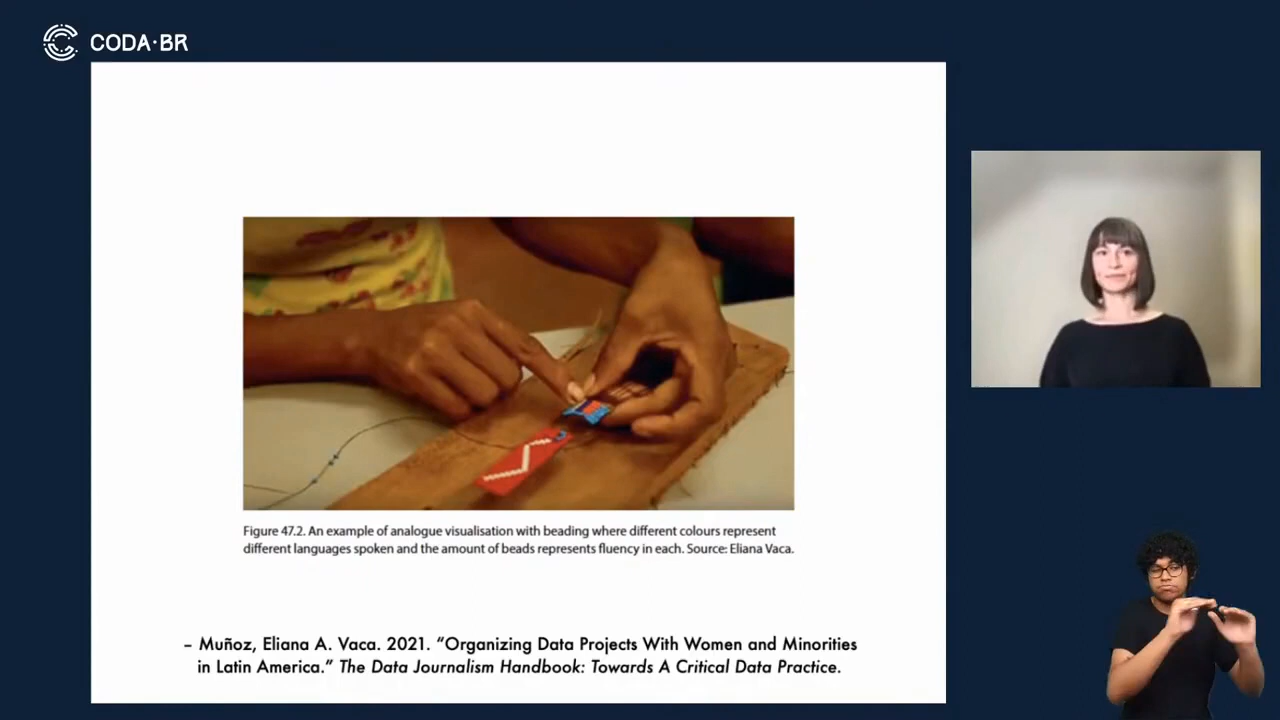 CODA·BR
Figure 47.2. An example of analogue visualisation with beading where different colours represent
different languages spoken and the amount of beads represents fluency in each. Source: Eliana Vaca.
– Muñoz, Eliana A. Vaca. 2021. “Organizing Data Projects With Women and Minorities
in Latin America.” The Data Journalism Handbook: Towards A Critical Data Practice.